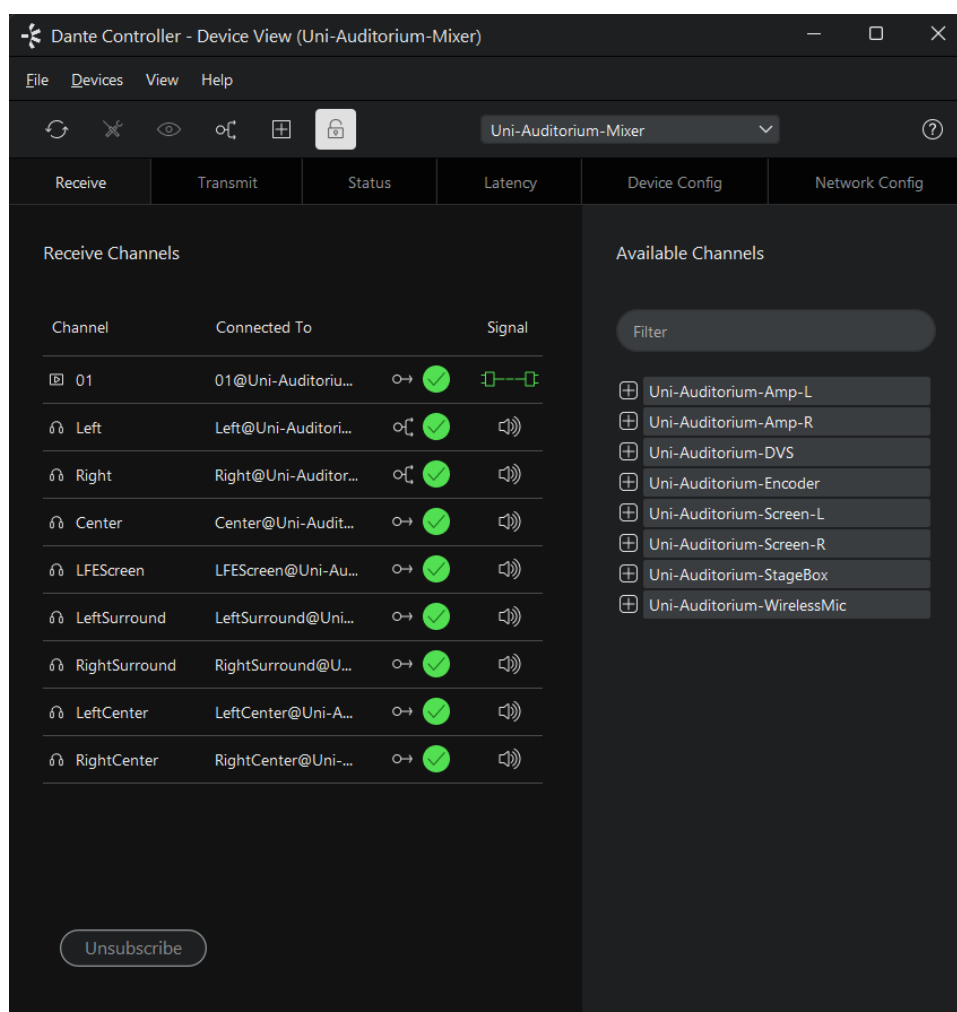 Dante Controller - Device View (Uni-Auditorium-Mixer)
File Devices View Help
Uni-Auditorium-Mixer
Receive Transmit Status Latency Device Config Network Config
Receive Channels
Channel Connected To Signal
01 01@Uni-Auditoriu...
Left Left@Uni-Auditori...
Right Right@Uni-Auditor...
Center Center@Uni-Audit...
LFEScreen LFEScreen@Uni-Au...
LeftSurround LeftSurround@Uni...
RightSurround RightSurround@U...
LeftCenter LeftCenter@Uni-A...
RightCenter RightCenter@Uni-...
Unsubscribe
Available Channels
Filter
Uni-Auditorium-Amp-L
Uni-Auditorium-Amp-R
Uni-Auditorium-DVS
Uni-Auditorium-Encoder
Uni-Auditorium-Screen-L
Uni-Auditorium-Screen-R
Uni-Auditorium-StageBox
Uni-Auditorium-WirelessMic